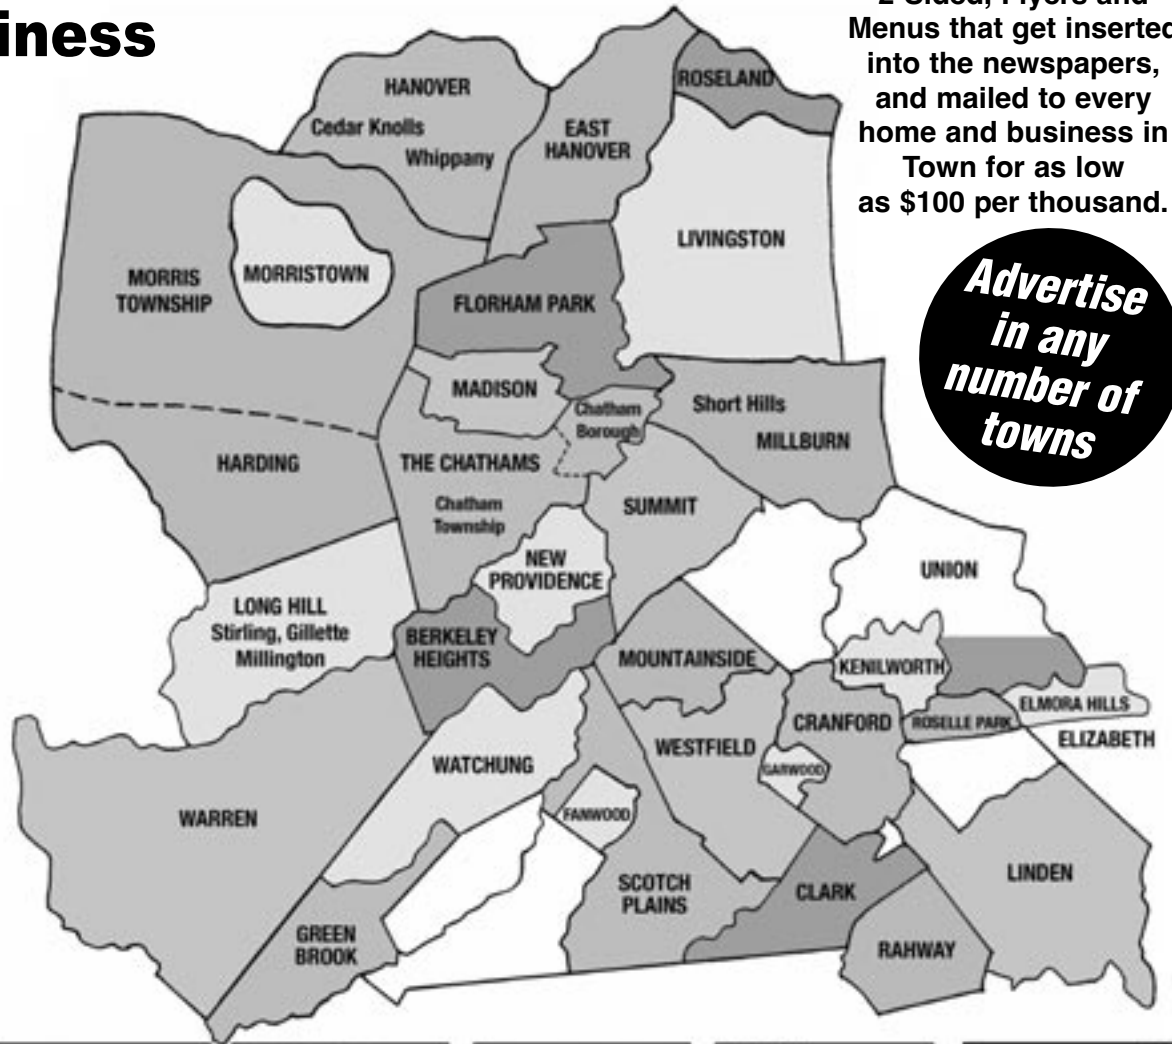 iness
2-Sided, Flyers and
Menus that get inserted
into the newspapers,
and mailed to every
home and business in
Town for as low
as $100 per thousand.
Advertise
in any
number of
towns
HANOVER
Cedar Knolls
Whippany
EAST
HANOVER
ROSELAND
LIVINGSTON
MORRIS
TOWNSHIP
MORRISTOWN
FLORHAM PARK
MADISON
Chatham
Borough
Short Hills
MILLBURN
HARDING
THE CHATHAMS
Chatham
Township
SUMMIT
NEW
PROVIDENCE
UNION
LONG HILL
Stirling, Gillette
Millington
BERKELEY
HEIGHTS
MOUNTAINSIDE
KENILWORTH
ELMORA HILLS
ROSELLE PARK
CRANFORD
ELIZABETH
WESTFIELD
WATCHUNG
GARWOOD
WARREN
FANWOOD
SCOTCH
PLAINS
CLARK
LINDEN
GREEN
BROOK
RAHWAY